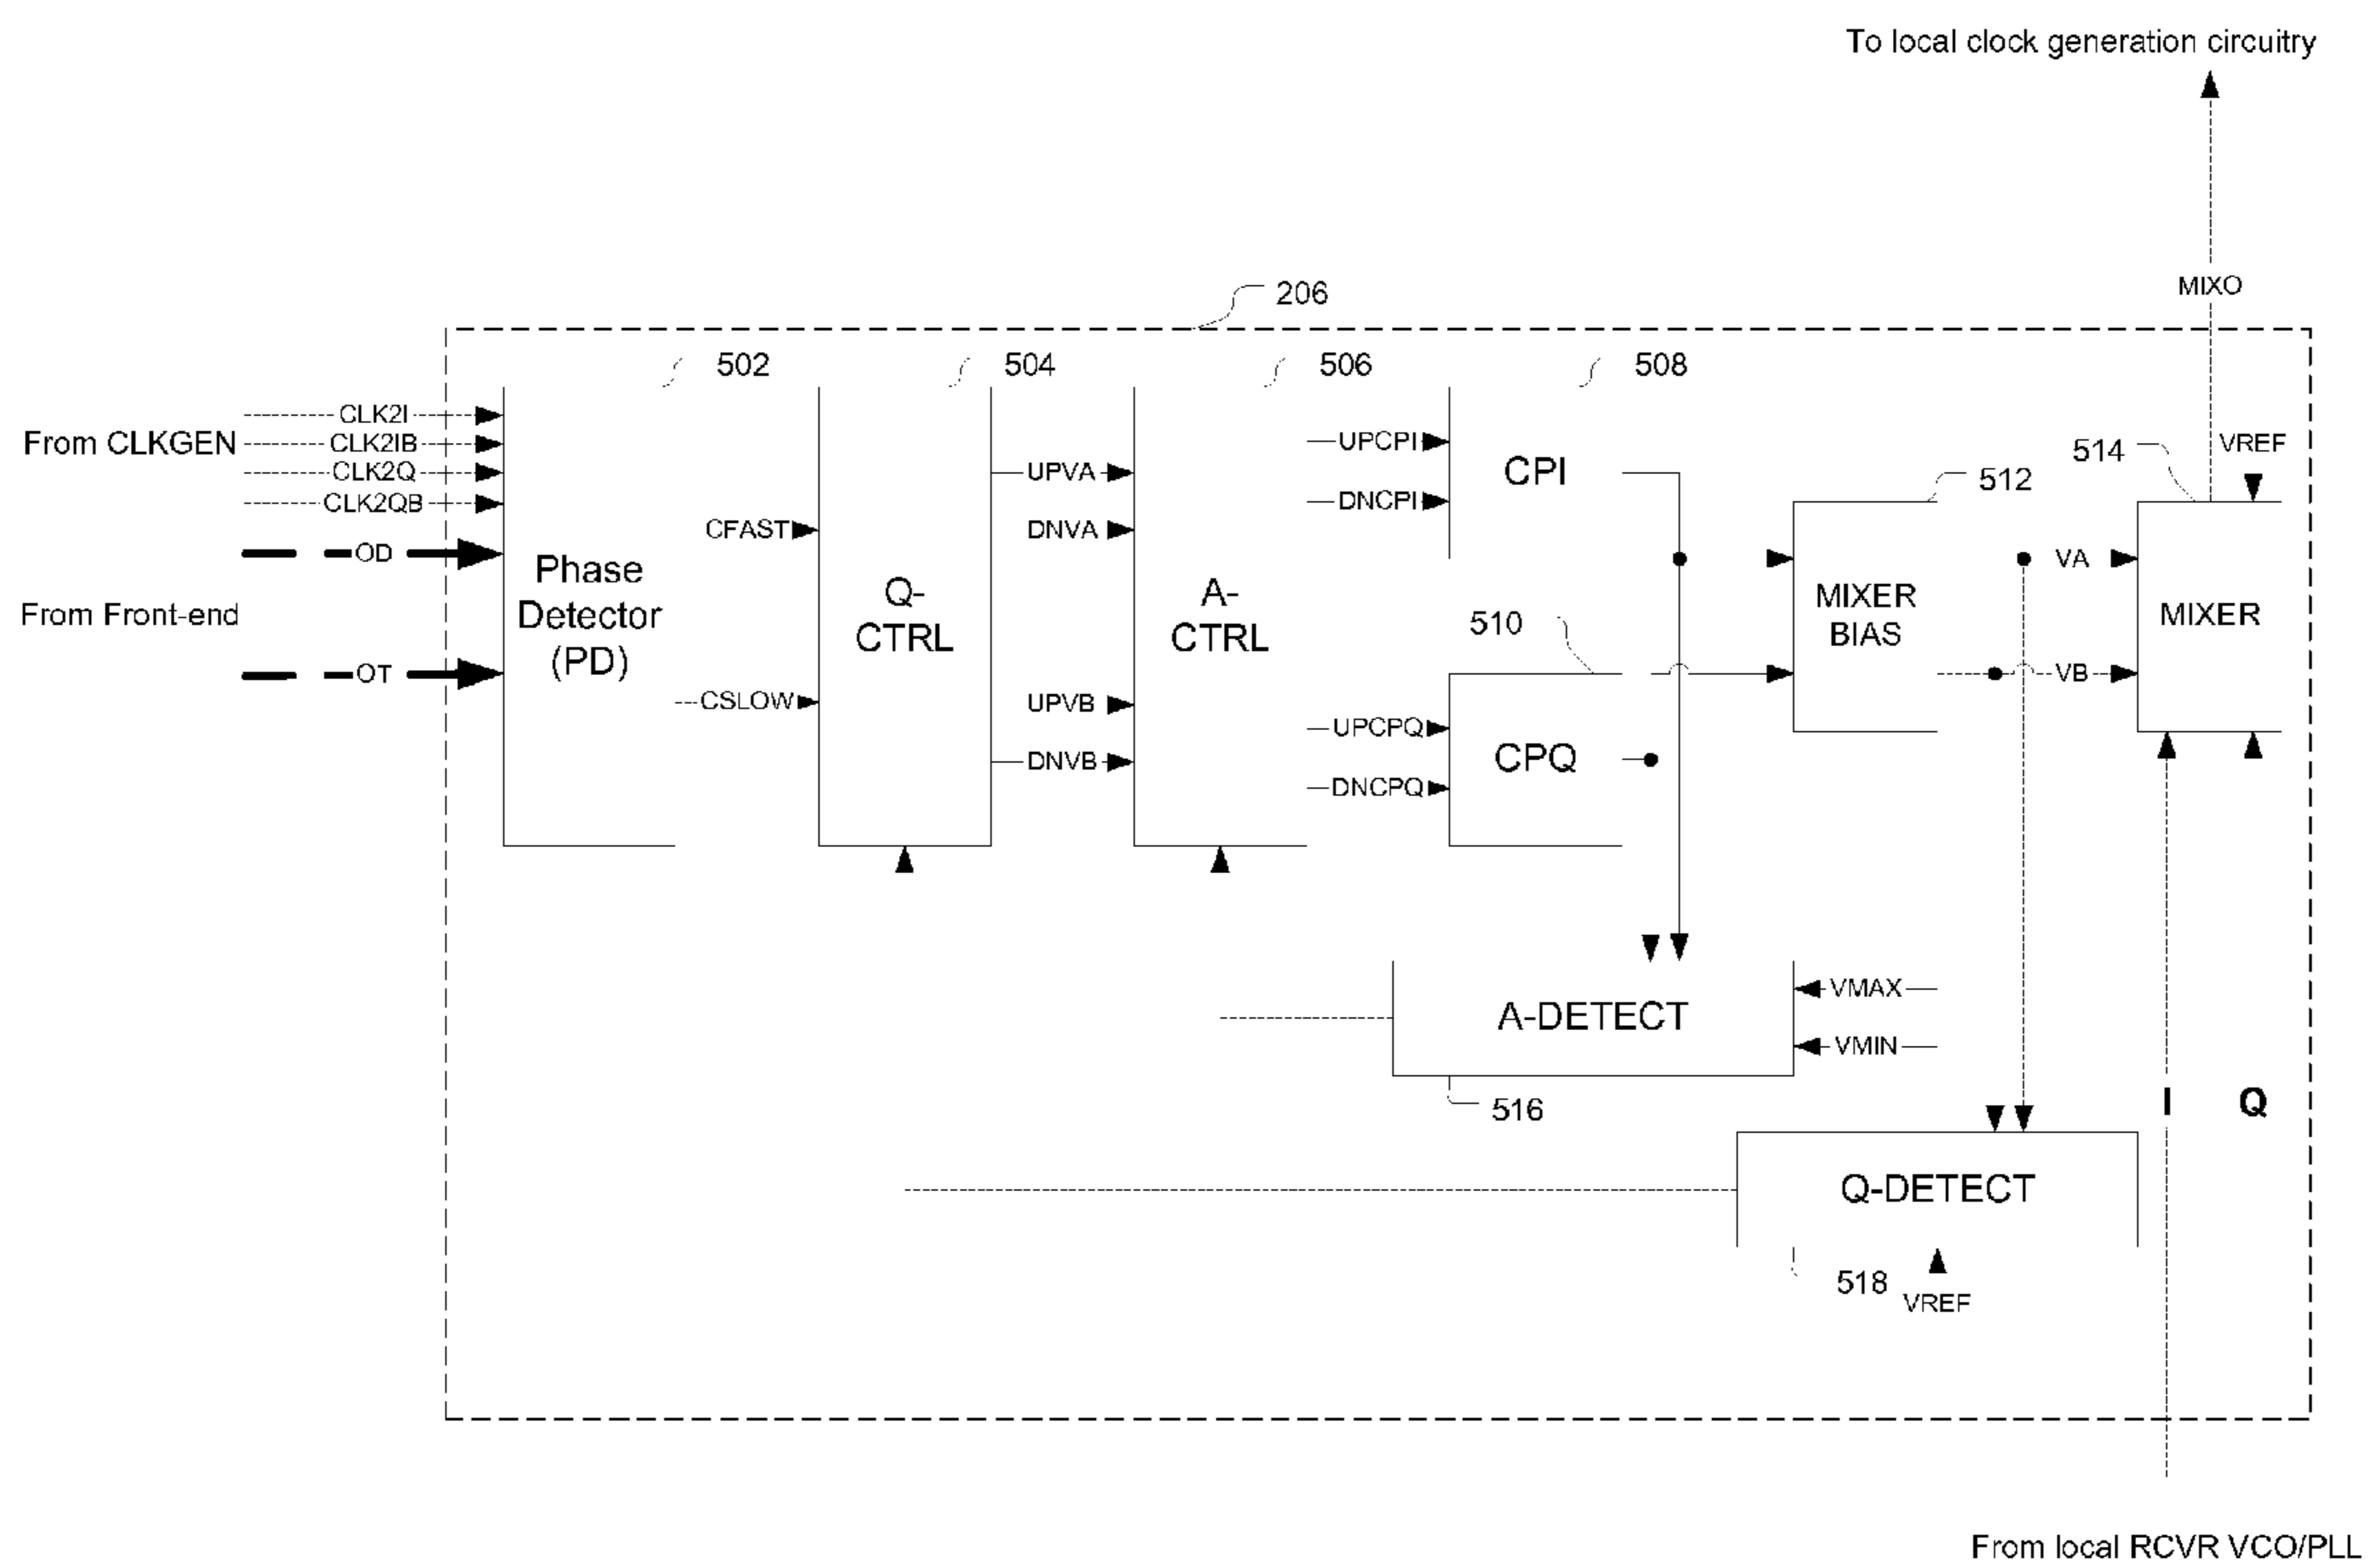 To local clock generation circuitry
MIXO
206
502
504
506
508
From CLKGEN
CLK2I
CLK2IB
CLK2Q
CLK2QB
OD
From Front-end
OT
Phase
Detector
(PD)
CFAST
CSLOW
Q-
CTRL
UPVA
DNVA
UPVB
DNVB
A-
CTRL
UPCPI
DNCPI
CPI
510
UPCPQ
DNCPQ
CPQ
512
MIXER
BIAS
VA
VB
514
VREF
MIXER
A-DETECT
VMAX
VMIN
516
I
Q
Q-DETECT
518
VREF
From local RCVR VCO/PLL